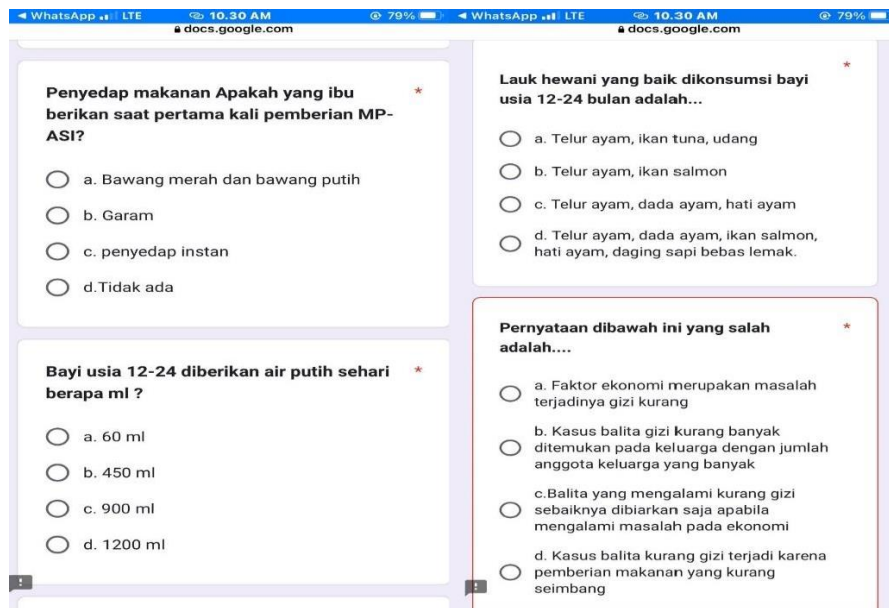 WhatsApp LTE 10.30 AM 79%
docs.google.com
Penyedap makanan Apakah yang ibu *
berikan saat pertama kali pemberian MP-
ASI?
a. Bawang merah dan bawang putih
b. Garam
c. penyedap instan
d.Tidak ada
Bayi usia 12-24 diberikan air putih sehari *
berapa ml ?
a. 60 ml
b. 450 ml
c. 900 ml
d. 1200 ml
WhatsApp LTE 10.30 AM 79%
docs.google.com
*
Lauk hewani yang baik dikonsumsi bayi
usia 12-24 bulan adalah...
a. Telur ayam, ikan tuna, udang
b. Telur ayam, ikan salmon
c. Telur ayam, dada ayam, hati ayam
d. Telur ayam, dada ayam, ikan salmon,
hati ayam, daging sapi bebas lemak.
Pernyataan dibawah ini yang salah *
adalah....
a. Faktor ekonomi merupakan masalah
terjadinya gizi kurang
b. Kasus balita gizi kurang banyak
ditemukan pada keluarga dengan jumlah
anggota keluarga yang banyak
c.Balita yang mengalami kurang gizi
sebaiknya dibiarkan saja apabila
mengalami masalah pada ekonomi
d. Kasus balita kurang gizi terjadi karena
pemberian makanan yang kurang
seimbang